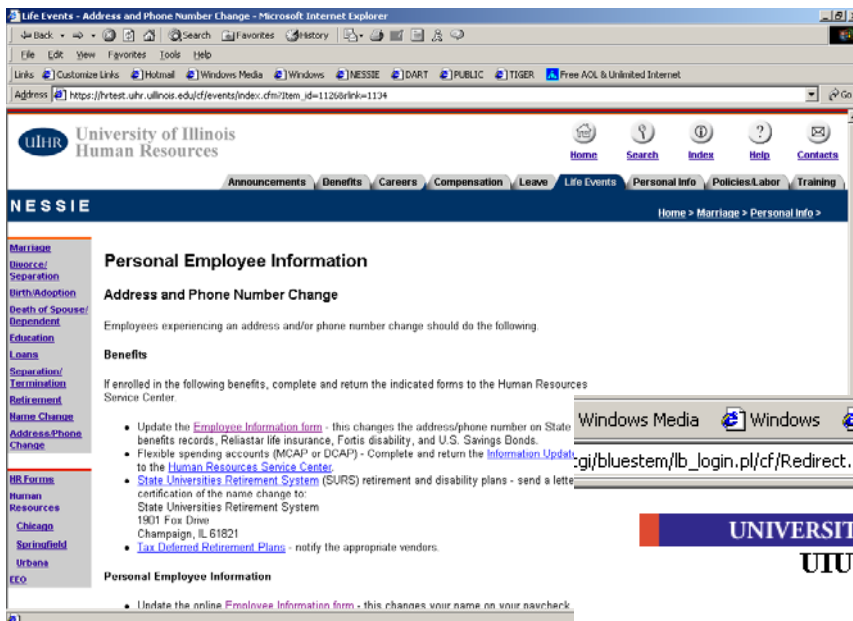 Life Events - Address and Phone Number Change - Microsoft Internet Explorer
Back Search Favorites History
File Edit View Favorites Tools Help
Links Customize Links Hotmail Windows Media Windows NESSIE DART PUBLIC TIGER Free AOL & Unlimited Internet
Address https://hrtest.uhr.uillinois.edu/cf/events/index.cfm?Item_id=1126&rlink=1134 Go
UIHR University of Illinois
Human Resources
Home Search Index Help Contacts
Announcements Benefits Careers Compensation Leave Life Events Personal Info Policies/Labor Training
NESSIE
Home > Marriage > Personal Info >
Marriage
Divorce/
Separation
Birth/Adoption
Death of Spouse/
Dependent
Education
Loans
Separation/
Termination
Retirement
Name Change
Address/Phone
Change
HR Forms
Human
Resources
Chicago
Springfield
Urbana
EEO
Personal Employee Information
Address and Phone Number Change
Employees experiencing an address and/or phone number change should do the following.
Benefits
If enrolled in the following benefits, complete and return the indicated forms to the Human Resources
Service Center.
• Update the Employee Information form - this changes the address/phone number on State
benefits records, Reliastar life insurance, Fortis disability, and U.S. Savings Bonds.
• Flexible spending accounts (MCAP or DCAP) - Complete and return the Information Update
to the Human Resources Service Center.
• State Universities Retirement System (SURS) retirement and disability plans - send a lette
certification of the name change to:
State Universities Retirement System
1901 Fox Drive
Champaign, IL 61821
• Tax Deferred Retirement Plans - notify the appropriate vendors.
Personal Employee Information
• Update the online Employee Information form - this changes your name on your paycheck
Windows Media Windows
cgi/bluestem/lb_login.pl/cf/Redirect.
UNIVERSIT
UIU